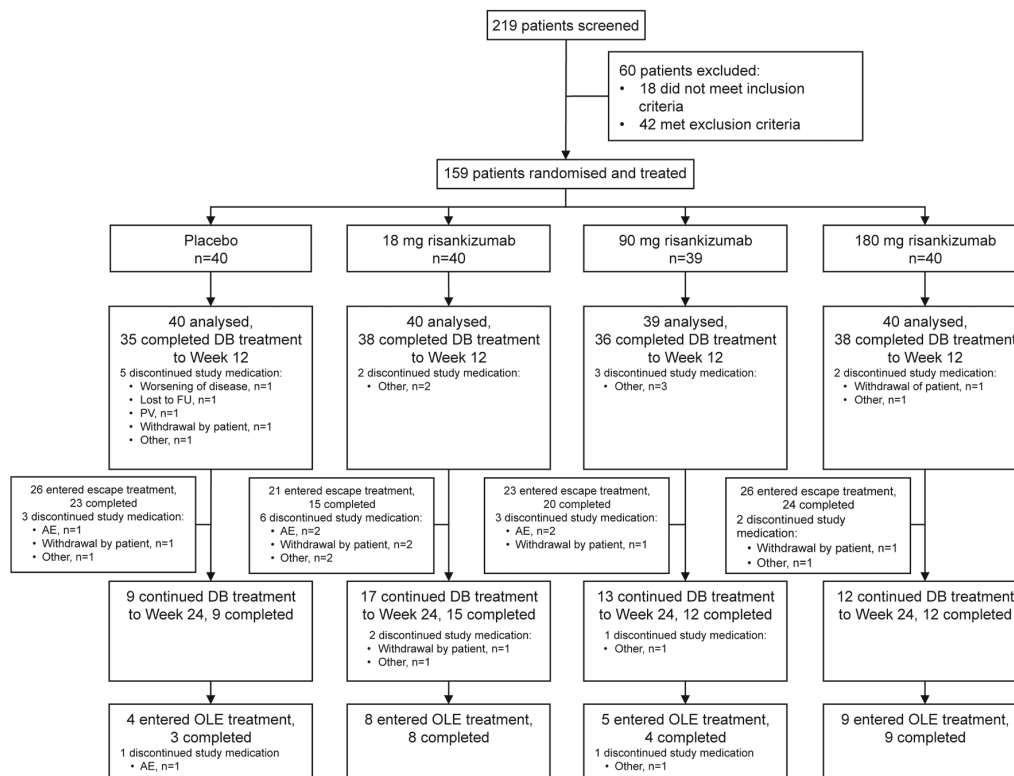 219 patients screened
60 patients excluded:
• 18 did not meet inclusion
criteria
• 42 met exclusion criteria
159 patients randomised and treated
Placebo
n=40
18 mg risankizumab
n=40
90 mg risankizumab
n=39
180 mg risankizumab
n=40
40 analysed,
35 completed DB treatment
to Week 12
5 discontinued study medication:
• Worsening of disease, n=1
• Lost to FU, n=1
• PV, n=1
• Withdrawal by patient, n=1
• Other, n=1
40 analysed,
38 completed DB treatment
to Week 12
2 discontinued study medication:
• Other, n=2
39 analysed,
36 completed DB treatment
to Week 12
3 discontinued study medication:
• Other, n=3
40 analysed,
38 completed DB treatment
to Week 12
2 discontinued study medication:
• Withdrawal of patient, n=1
• Other, n=1
26 entered escape treatment,
23 completed
3 discontinued study medication:
• AE, n=1
• Withdrawal by patient, n=1
• Other, n=1
21 entered escape treatment,
15 completed
6 discontinued study medication:
• AE, n=2
• Withdrawal by patient, n=2
• Other, n=2
23 entered escape treatment,
20 completed
3 discontinued study medication:
• AE, n=2
• Withdrawal by patient, n=1
26 entered escape treatment,
24 completed
2 discontinued study
medication:
• Withdrawal by patient, n=1
• Other, n=1
9 continued DB treatment
to Week 24, 9 completed
17 continued DB treatment
to Week 24, 15 completed
2 discontinued study medication:
• Withdrawal by patient, n=1
• Other, n=1
13 continued DB treatment
to Week 24, 12 completed
1 discontinued study medication:
• Other, n=1
12 continued DB treatment
to Week 24, 12 completed
4 entered OLE treatment,
3 completed
1 discontinued study medication
• AE, n=1
8 entered OLE treatment,
8 completed
5 entered OLE treatment,
4 completed
1 discontinued study medication
• Other, n=1
9 entered OLE treatment,
9 completed